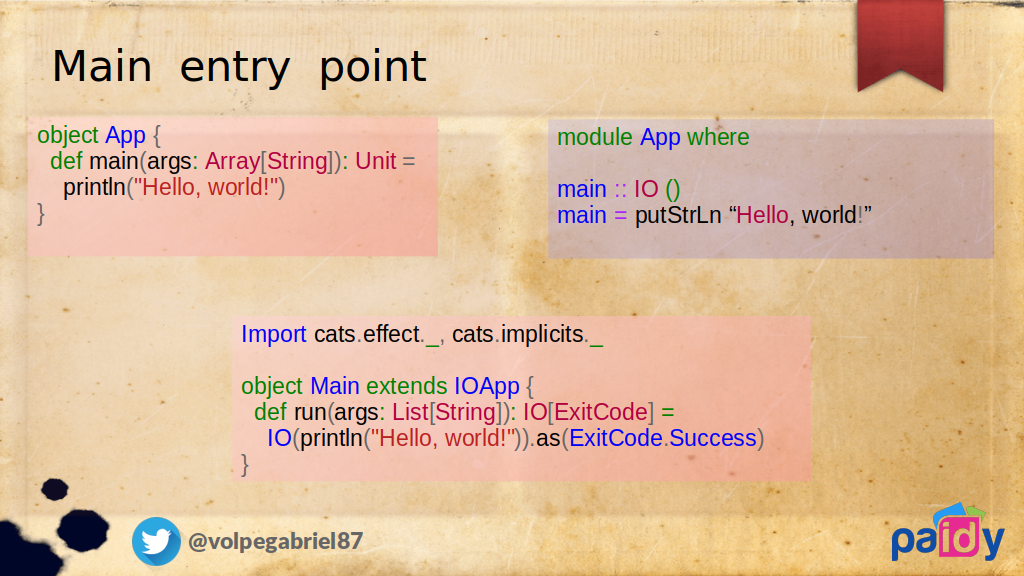 Main entry point
object App {
  def main(args: Array[String]): Unit =
    println("Hello, world!")
}
module App where

main :: IO ()
main = putStrLn “Hello, world!”
Import cats.effect._, cats.implicits._

object Main extends IOApp {
  def run(args: List[String]): IO[ExitCode] =
    IO(println("Hello, world!")).as(ExitCode.Success)
}
@volpegabriel87
paidy